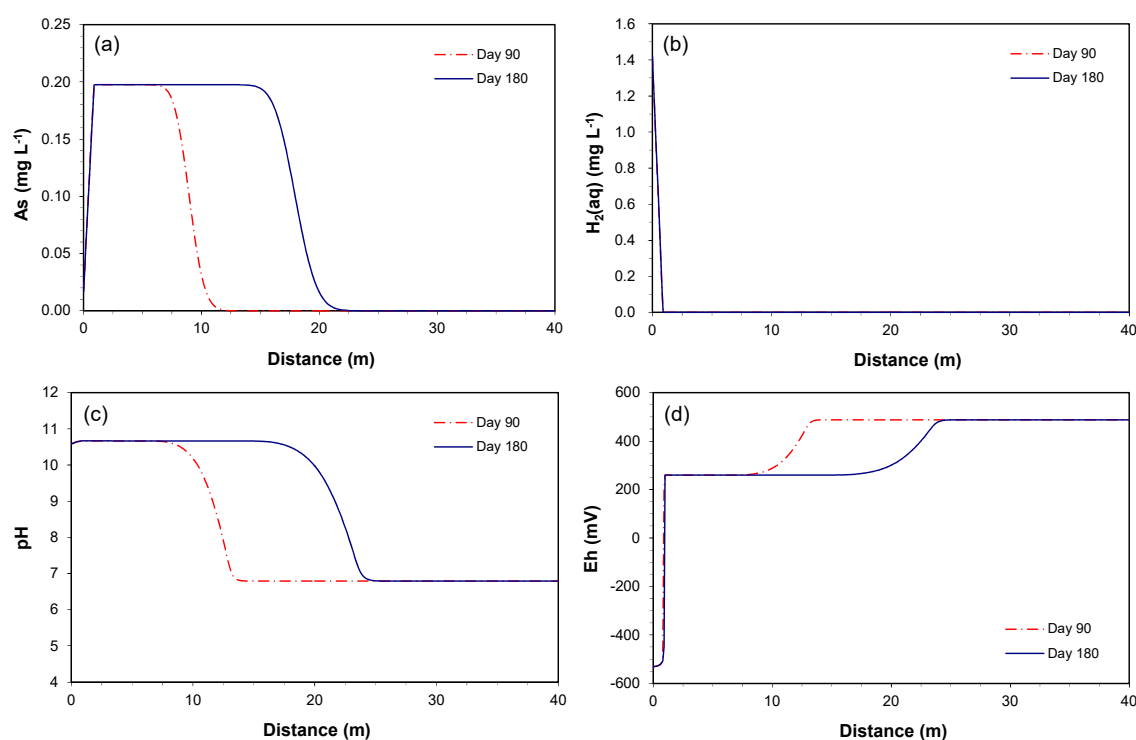 (a)
As (mg L⁻¹)
0.25
0.20
0.15
0.10
0.05
0.00
Day 90
Day 180
0 10 20 30 40
Distance (m)
(b)
H₂(aq) (mg L⁻¹)
1.6
1.4
1.2
1.0
0.8
0.6
0.4
0.2
0.0
Day 90
Day 180
0 10 20 30 40
Distance (m)
(c)
pH
12
11
10
9
8
7
6
5
4
Day 90
Day 180
0 10 20 30 40
Distance (m)
(d)
Eh (mV)
600
400
200
0
-200
-400
-600
Day 90
Day 180
0 10 20 30 40
Distance (m)